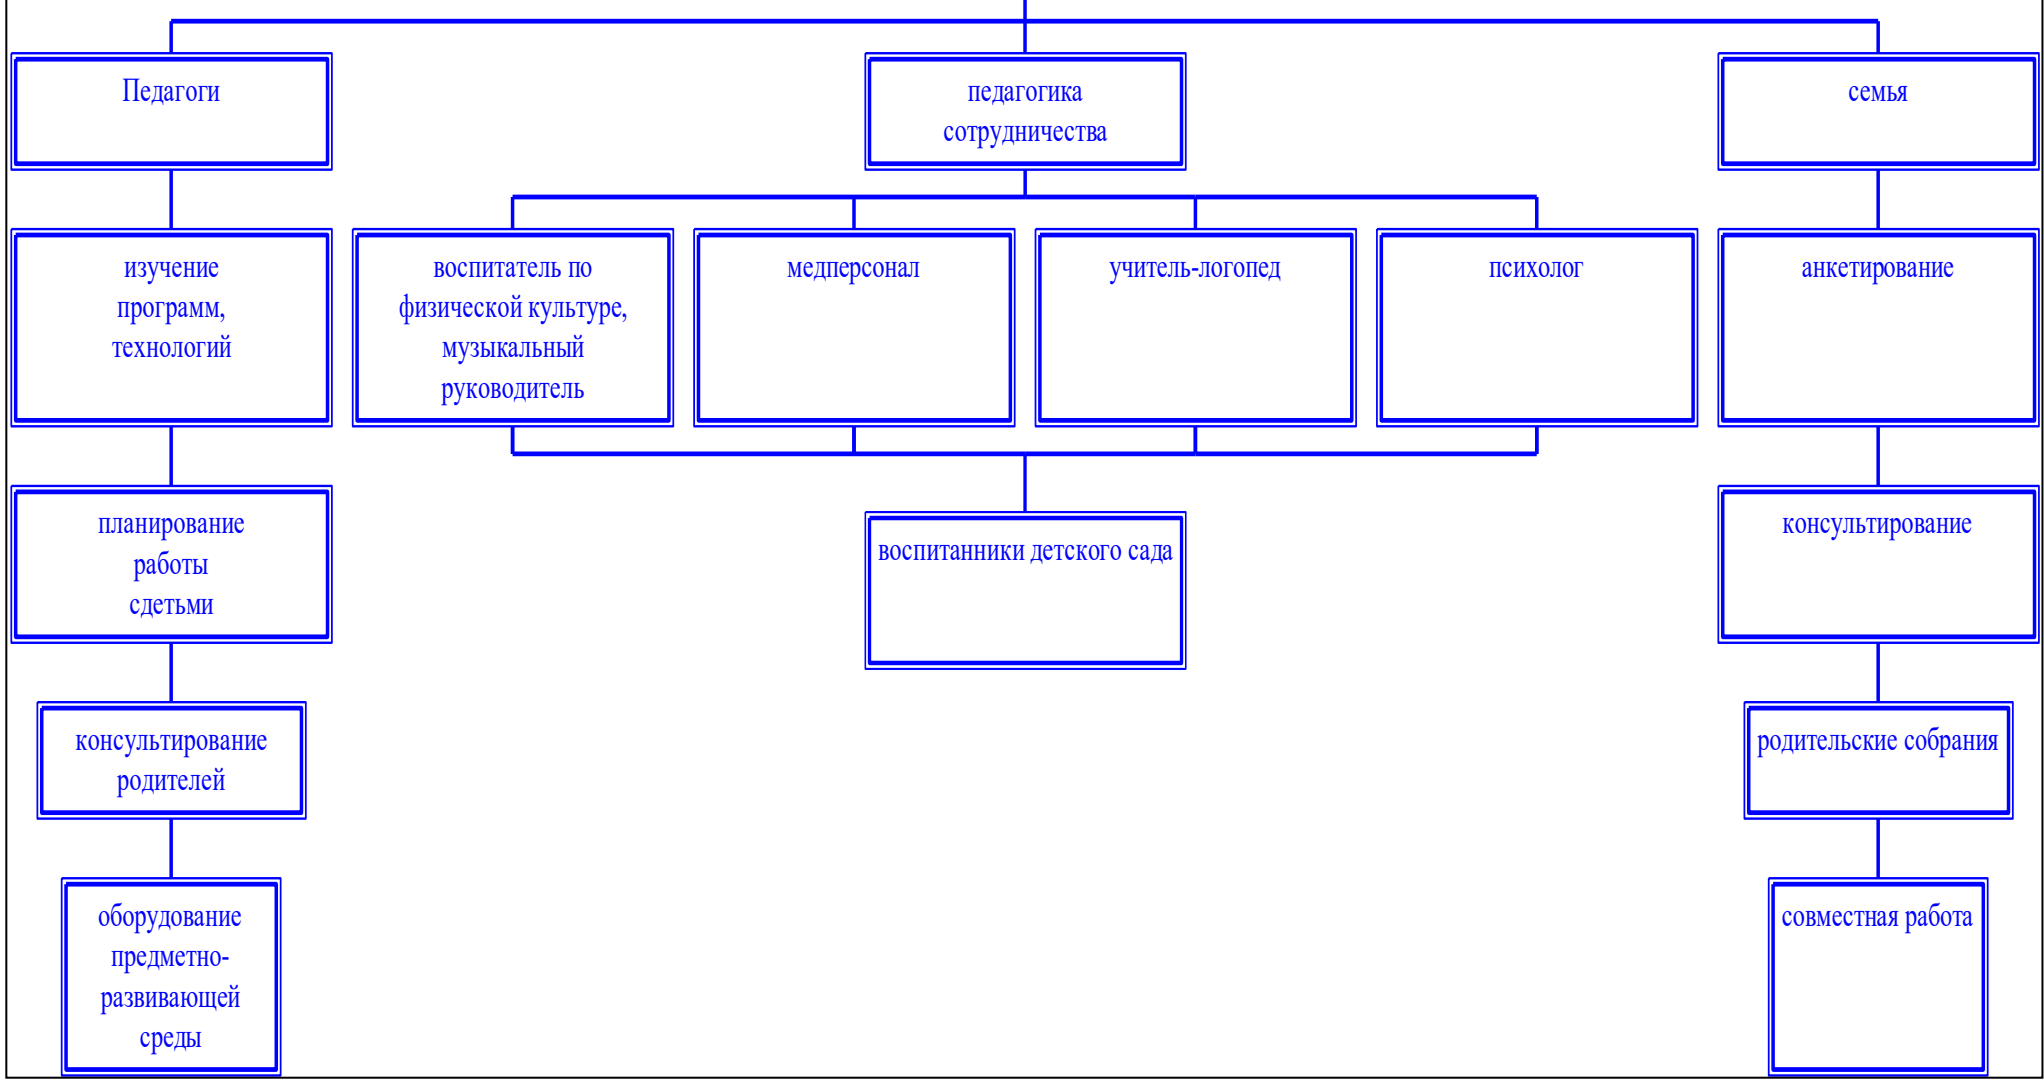 Педагоги
педагогика
сотрудничества
семья
изучение
программ,
технологий
воспитатель по
физической культуре,
музыкальный
руководитель
медперсонал
учитель-логопед
психолог
анкетирование
планирование
работы
сдетьми
воспитанники детского сада
консультирование
консультирование
родителей
родительские собрания
оборудование
предметно-
развивающей
среды
совместная работа